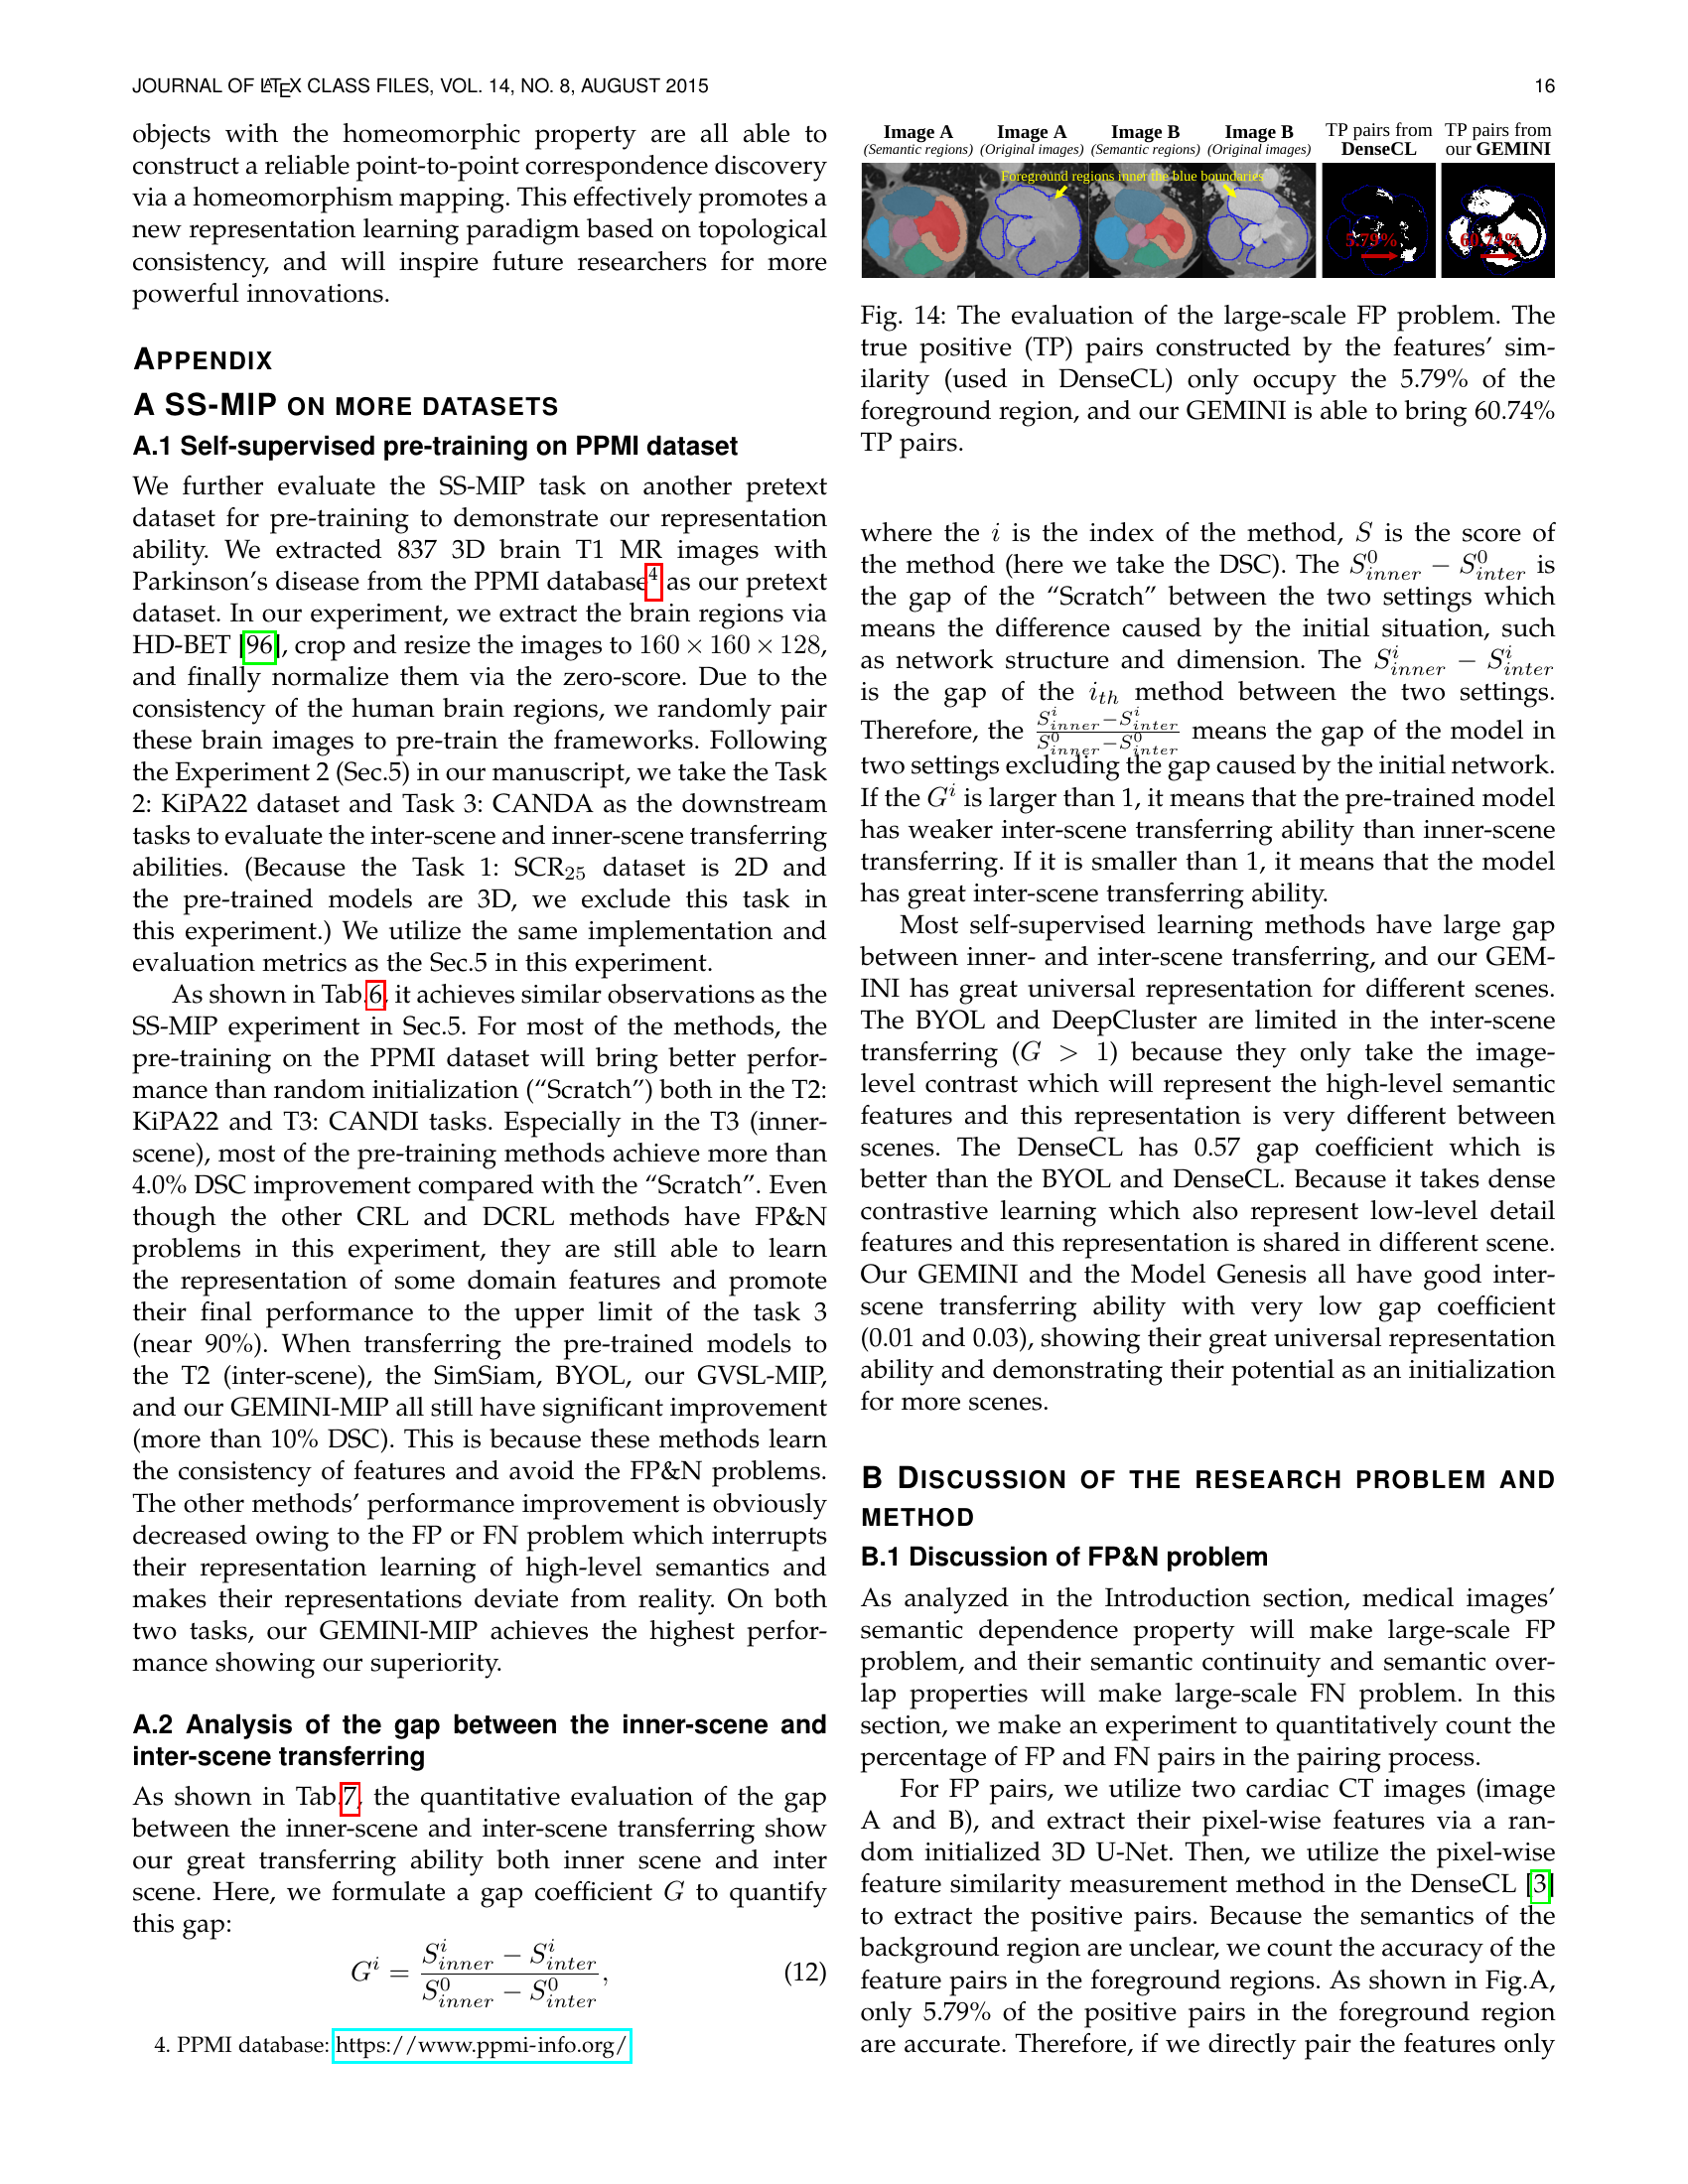 JOURNAL OF LATEX CLASS FILES, VOL. 14, NO. 8, AUGUST 2015
16
objects with the homeomorphic property are all able to
construct a reliable point-to-point correspondence discovery
via a homeomorphism mapping. This effectively promotes a
new representation learning paradigm based on topological
consistency, and will inspire future researchers for more
powerful innovations.
APPENDIX
A SS-MIP ON MORE DATASETS
A.1 Self-supervised pre-training on PPMI dataset
We further evaluate the SS-MIP task on another pretext
dataset for pre-training to demonstrate our representation
ability. We extracted 837 3D brain T1 MR images with
Parkinson's disease from the PPMI database⁴ as our pretext
dataset. In our experiment, we extract the brain regions via
HD-BET [96], crop and resize the images to 160 × 160 × 128,
and finally normalize them via the zero-score. Due to the
consistency of the human brain regions, we randomly pair
these brain images to pre-train the frameworks. Following
the Experiment 2 (Sec.5) in our manuscript, we take the Task
2: KiPA22 dataset and Task 3: CANDA as the downstream
tasks to evaluate the inter-scene and inner-scene transferring
abilities. (Because the Task 1: SCR₂₅ dataset is 2D and
the pre-trained models are 3D, we exclude this task in
this experiment.) We utilize the same implementation and
evaluation metrics as the Sec.5 in this experiment.
As shown in Tab.6, it achieves similar observations as the
SS-MIP experiment in Sec.5. For most of the methods, the
pre-training on the PPMI dataset will bring better perfor-
mance than random initialization ("Scratch") both in the T2:
KiPA22 and T3: CANDI tasks. Especially in the T3 (inner-
scene), most of the pre-training methods achieve more than
4.0% DSC improvement compared with the "Scratch". Even
though the other CRL and DCRL methods have FP&N
problems in this experiment, they are still able to learn
the representation of some domain features and promote
their final performance to the upper limit of the task 3
(near 90%). When transferring the pre-trained models to
the T2 (inter-scene), the SimSiam, BYOL, our GVSL-MIP,
and our GEMINI-MIP all still have significant improvement
(more than 10% DSC). This is because these methods learn
the consistency of features and avoid the FP&N problems.
The other methods' performance improvement is obviously
decreased owing to the FP or FN problem which interrupts
their representation learning of high-level semantics and
makes their representations deviate from reality. On both
two tasks, our GEMINI-MIP achieves the highest perfor-
mance showing our superiority.
A.2 Analysis of the gap between the inner-scene and
inter-scene transferring
As shown in Tab.7, the quantitative evaluation of the gap
between the inner-scene and inter-scene transferring show
our great transferring ability both inner scene and inter
scene. Here, we formulate a gap coefficient G to quantify
this gap:
G^i = (S^i_inner − S^i_inter) / (S^0_inner − S^0_inter), (12)
4. PPMI database: https://www.ppmi-info.org/
Image A Image A Image B Image B TP pairs from TP pairs from
(Semantic regions) (Original images) (Semantic regions) (Original images) DenseCL our GEMINI
Foreground regions inner the blue boundaries
5.79% 60.74%
Fig. 14: The evaluation of the large-scale FP problem. The
true positive (TP) pairs constructed by the features' sim-
ilarity (used in DenseCL) only occupy the 5.79% of the
foreground region, and our GEMINI is able to bring 60.74%
TP pairs.
where the i is the index of the method, S is the score of
the method (here we take the DSC). The S^0_inner − S^0_inter is
the gap of the "Scratch" between the two settings which
means the difference caused by the initial situation, such
as network structure and dimension. The S^i_inner − S^i_inter
is the gap of the i_th method between the two settings.
Therefore, the (S^i_inner − S^i_inter) / (S^0_inner − S^0_inter) means the gap of the model in
two settings excluding the gap caused by the initial network.
If the G^i is larger than 1, it means that the pre-trained model
has weaker inter-scene transferring ability than inner-scene
transferring. If it is smaller than 1, it means that the model
has great inter-scene transferring ability.
Most self-supervised learning methods have large gap
between inner- and inter-scene transferring, and our GEM-
INI has great universal representation for different scenes.
The BYOL and DeepCluster are limited in the inter-scene
transferring (G > 1) because they only take the image-
level contrast which will represent the high-level semantic
features and this representation is very different between
scenes. The DenseCL has 0.57 gap coefficient which is
better than the BYOL and DenseCL. Because it takes dense
contrastive learning which also represent low-level detail
features and this representation is shared in different scene.
Our GEMINI and the Model Genesis all have good inter-
scene transferring ability with very low gap coefficient
(0.01 and 0.03), showing their great universal representation
ability and demonstrating their potential as an initialization
for more scenes.
B DISCUSSION OF THE RESEARCH PROBLEM AND
METHOD
B.1 Discussion of FP&N problem
As analyzed in the Introduction section, medical images'
semantic dependence property will make large-scale FP
problem, and their semantic continuity and semantic over-
lap properties will make large-scale FN problem. In this
section, we make an experiment to quantitatively count the
percentage of FP and FN pairs in the pairing process.
For FP pairs, we utilize two cardiac CT images (image
A and B), and extract their pixel-wise features via a ran-
dom initialized 3D U-Net. Then, we utilize the pixel-wise
feature similarity measurement method in the DenseCL [3]
to extract the positive pairs. Because the semantics of the
background region are unclear, we count the accuracy of the
feature pairs in the foreground regions. As shown in Fig.A,
only 5.79% of the positive pairs in the foreground region
are accurate. Therefore, if we directly pair the features only